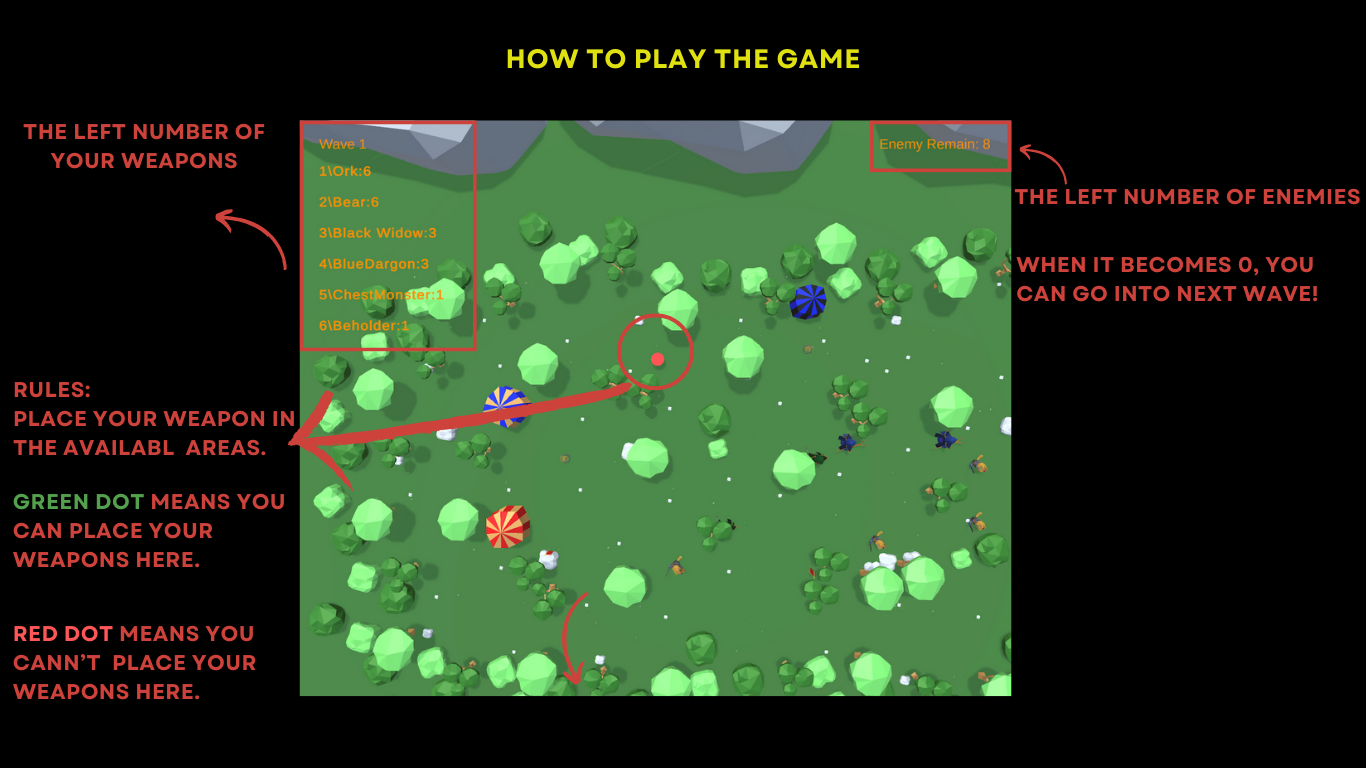 HOW TO PLAY THE GAME
THE LEFT NUMBER OF
YOUR WEAPONS
Wave 1
1\Ork:6
2\Bear:6
3\Black Widow:3
4\BlueDargon:3
5\ChestMonster:1
6\Beholder:1
Enemy Remain: 8
THE LEFT NUMBER OF ENEMIES
WHEN IT BECOMES 0, YOU
CAN GO INTO NEXT WAVE!
RULES:
PLACE YOUR WEAPON IN
THE AVAILABL AREAS.
GREEN DOT MEANS YOU
CAN PLACE YOUR
WEAPONS HERE.
RED DOT MEANS YOU
CANN'T PLACE YOUR
WEAPONS HERE.